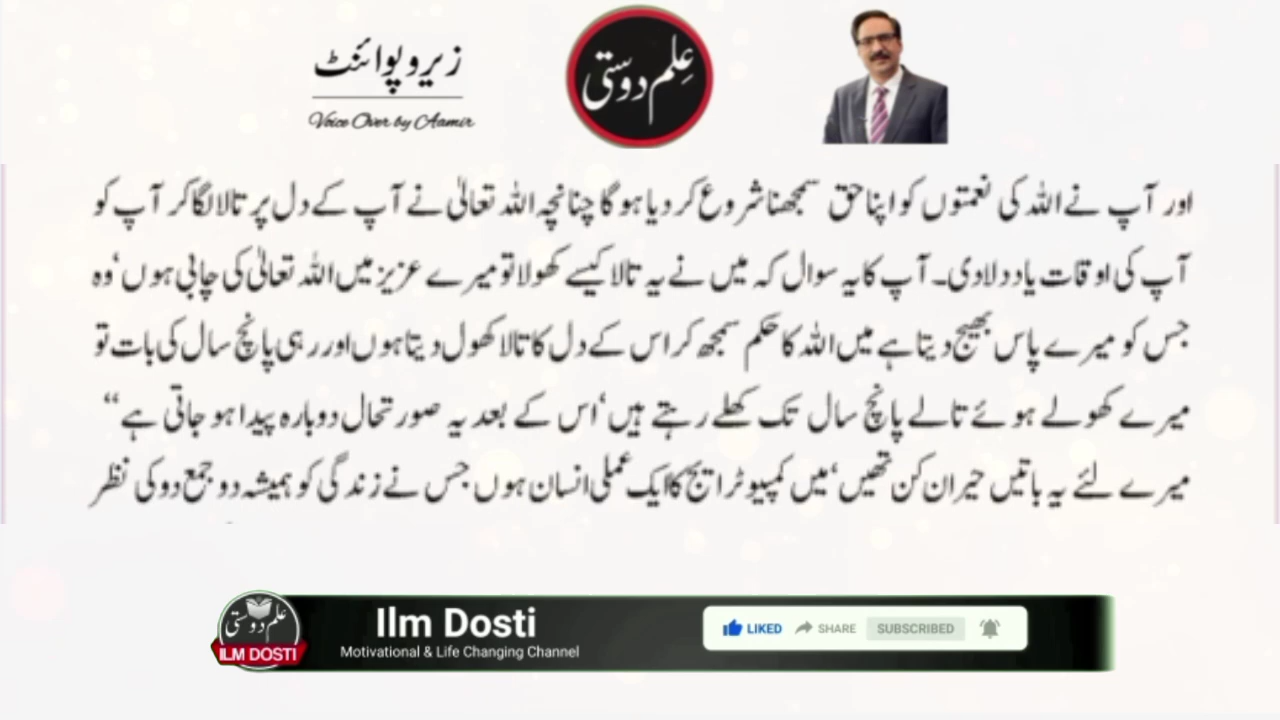 زیرو پوائنٹ
Voice Over by Aamir
عِلم دوستی
اور آپ نے اللہ کی نعمتوں کو اپنا حق سمجھنا شروع کر دیا ہو گا چنانچہ اللہ تعالیٰ نے آپ کے دل پر تالا لگا کر آپ کو
آپ کی اوقات یاد دلا دی۔ آپ کا یہ سوال کہ میں نے یہ تالا کیسے کھولا تو میرے عزیز میں اللہ تعالیٰ کی چابی ہوں‘ وہ
جس کو میرے پاس بھیج دیتا ہے میں اللہ کا حکم سمجھ کر اس کے دل کا تالا کھول دیتا ہوں اور رہی پانچ سال کی بات تو
میرے کھولے ہوئے تالے پانچ سال تک کھلے رہتے ہیں‘ اس کے بعد یہ صورتحال دوبارہ پیدا ہو جاتی ہے‘‘
میرے لئے یہ باتیں حیران کن تھیں‘ میں کمپیوٹر ایج کا ایک عملی انسان ہوں جس نے زندگی کو ہمیشہ دو جمع دو کی نظر
علم دوستی
ILM DOSTI
Ilm Dosti
Motivational & Life Changing Channel
LIKED SHARE SUBSCRIBED